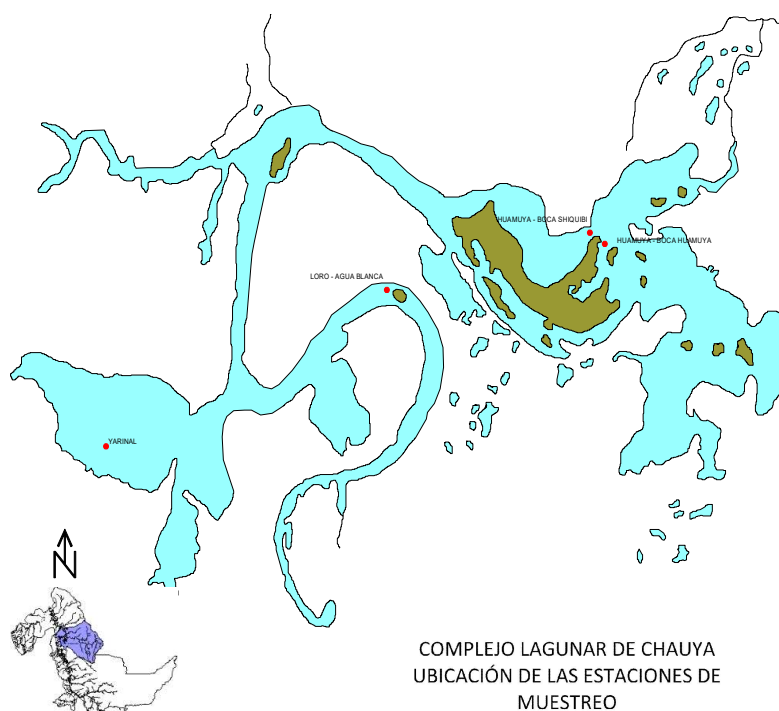 HUAMUYA - BOCA SHIQUIBI
HUAMUYA - BOCA HUAMUYA
LORO - AGUA BLANCA
YARINAL
N
COMPLEJO LAGUNAR DE CHAUYA
UBICACIÓN DE LAS ESTACIONES DE
MUESTREO